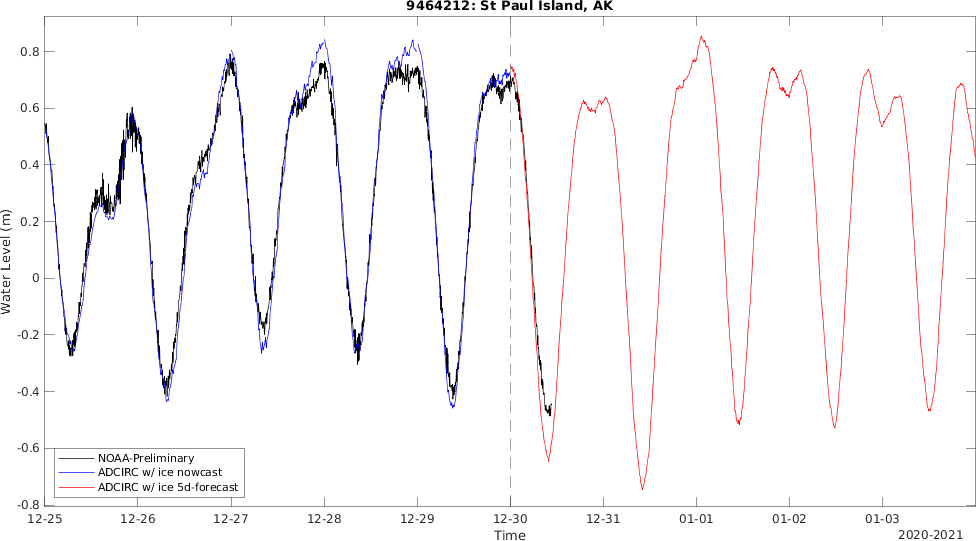 9464212: St Paul Island, AK
0.8
0.6
0.4
0.2
0
-0.2
-0.4
-0.6
-0.8
Water Level (m)
NOAA-Preliminary
ADCIRC w/ ice nowcast
ADCIRC w/ ice 5d-forecast
12-25 12-26 12-27 12-28 12-29 12-30 12-31 01-01 01-02 01-03
Time
2020-2021